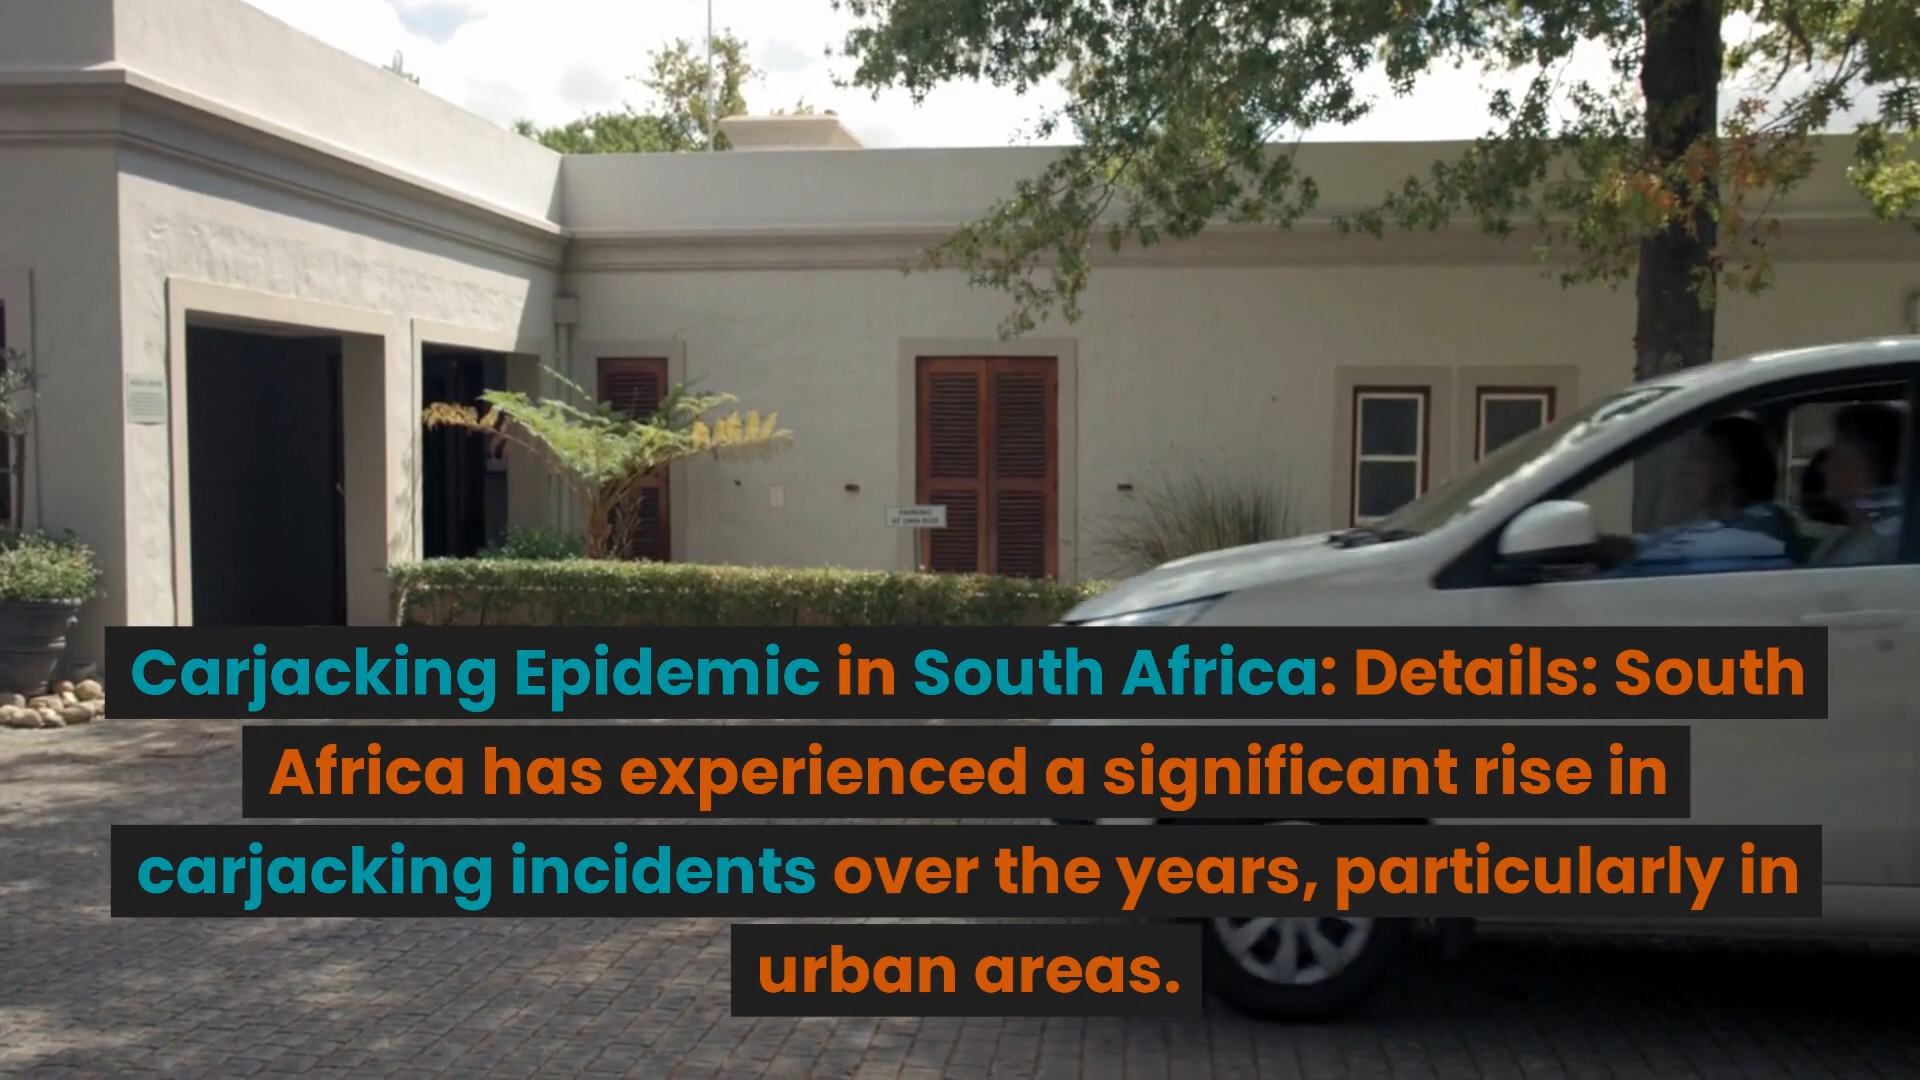 PARKING
Carjacking Epidemic in South Africa: Details: South
Africa has experienced a significant rise in
carjacking incidents over the years, particularly in
urban areas.